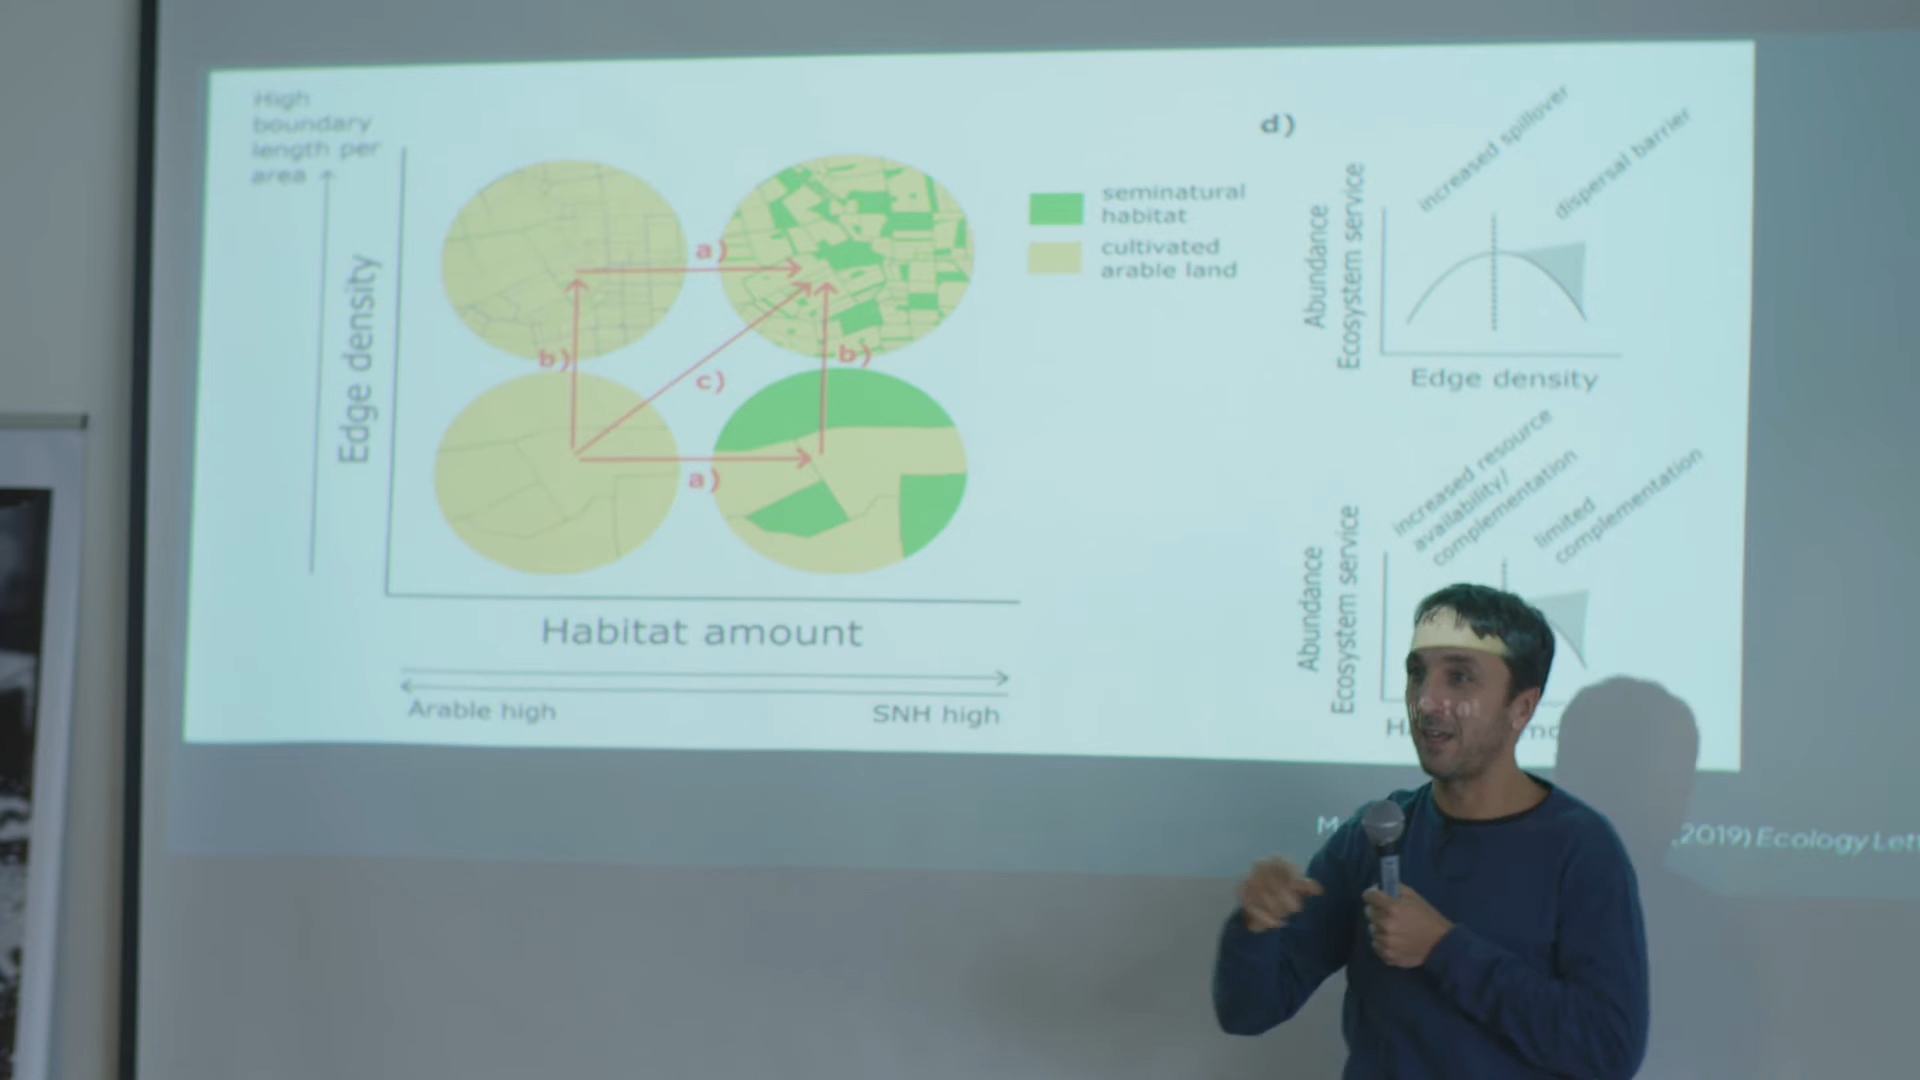 High
boundary
length per
area
Edge density
a)
b)
b)
c)
a)
Habitat amount
Arable high
SNH high
seminatural
habitat
cultivated
arable land
d)
increased spillover
dispersal barrier
Abundance
Ecosystem service
Edge density
increased resource
availability/
complementation
limited
complementation
Abundance
Ecosystem service
2019) Ecology Lett